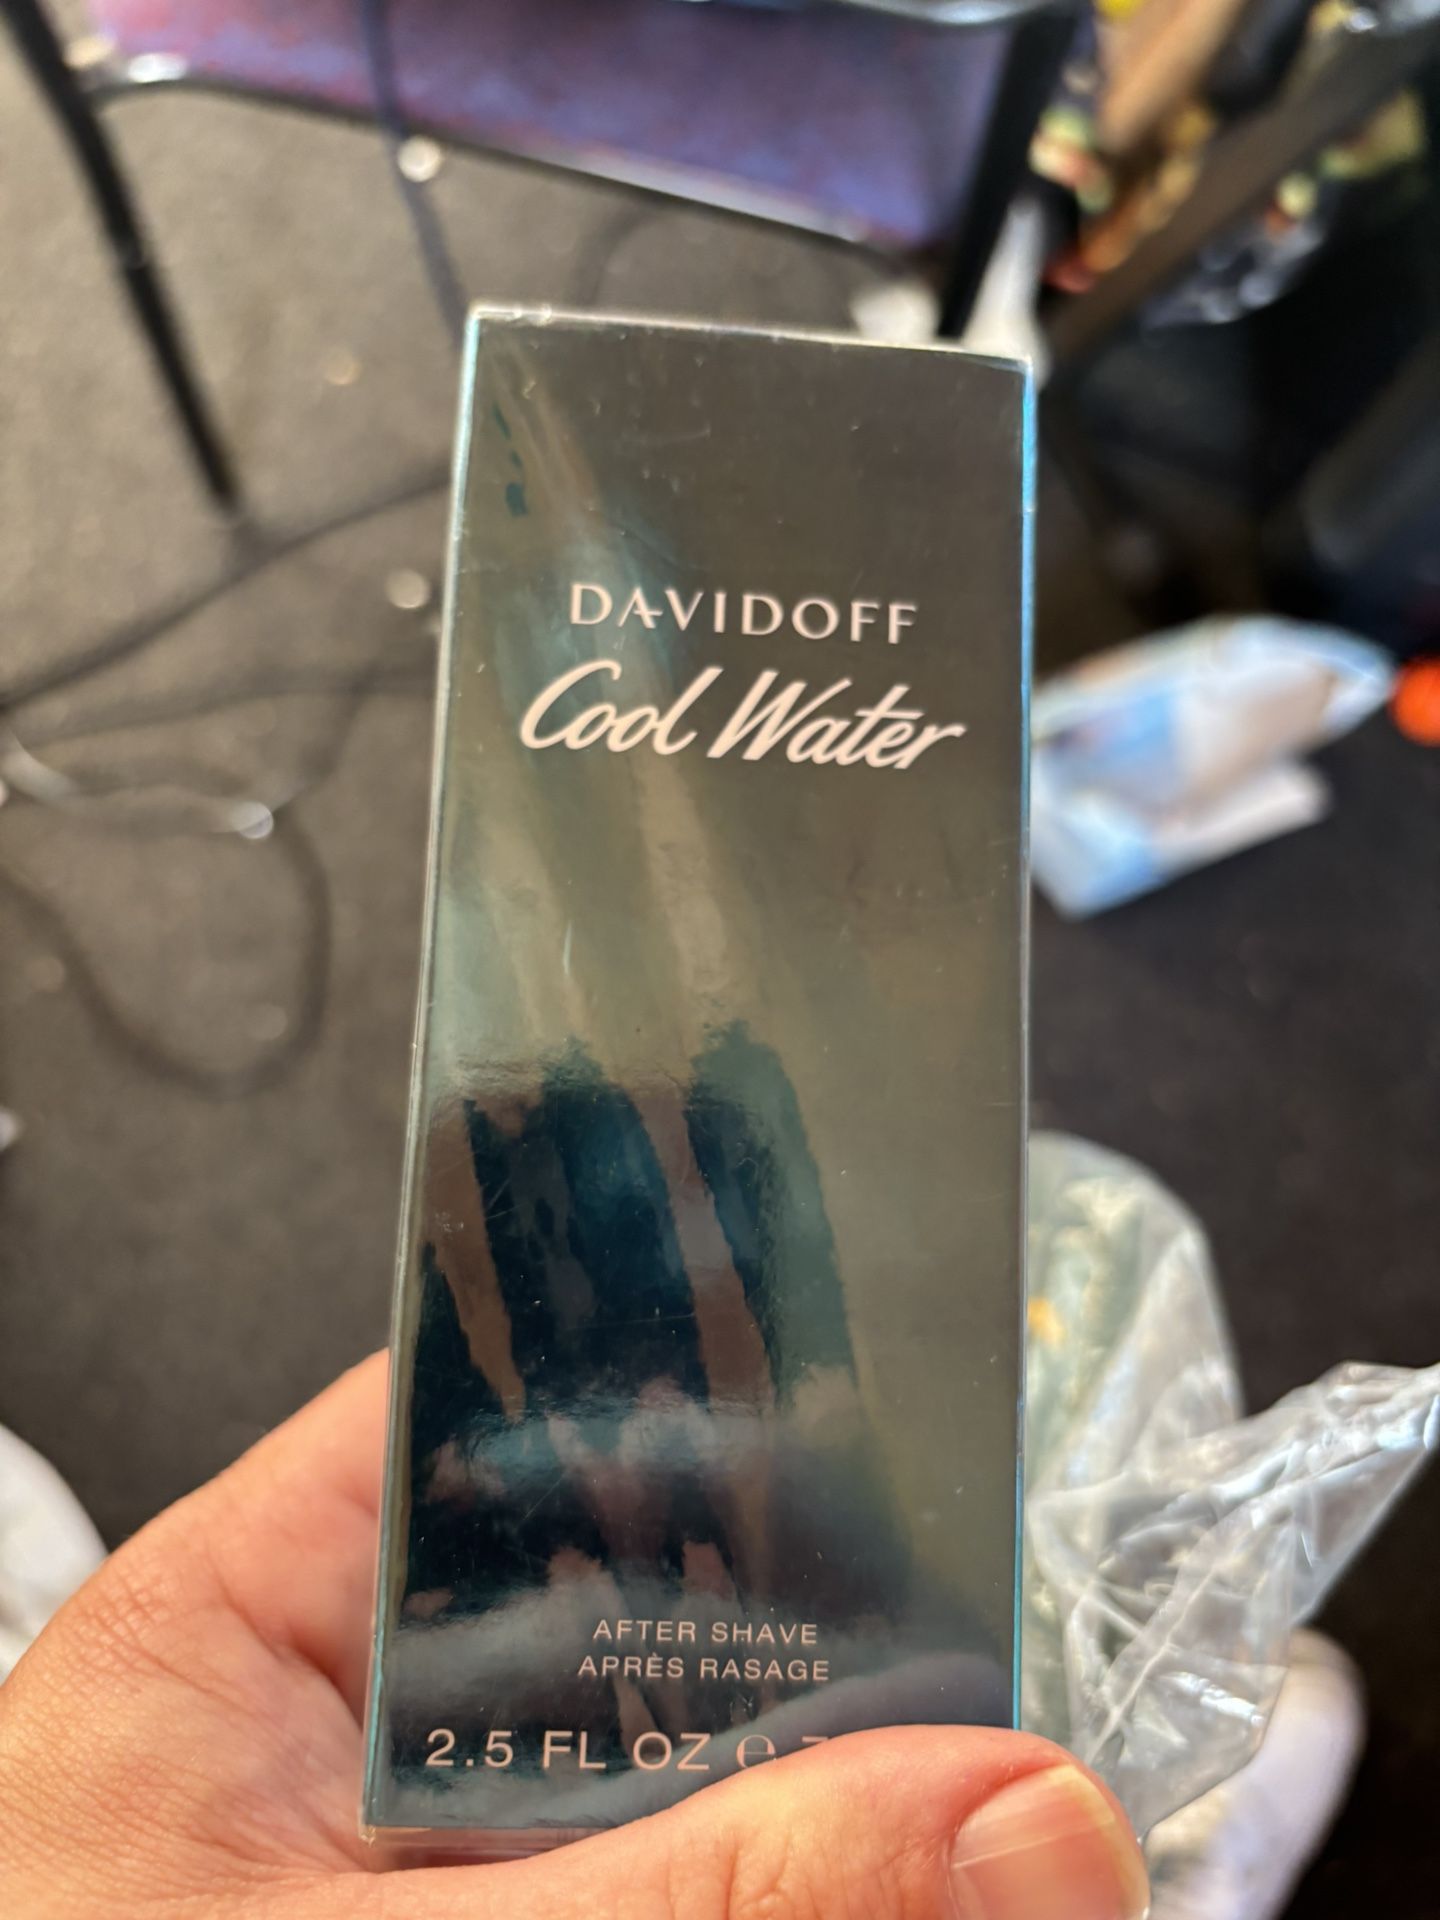 DAVIDOFF
Cool Water
AFTER SHAVE
APRÈS RASAGE
2.5 FL OZ ℮